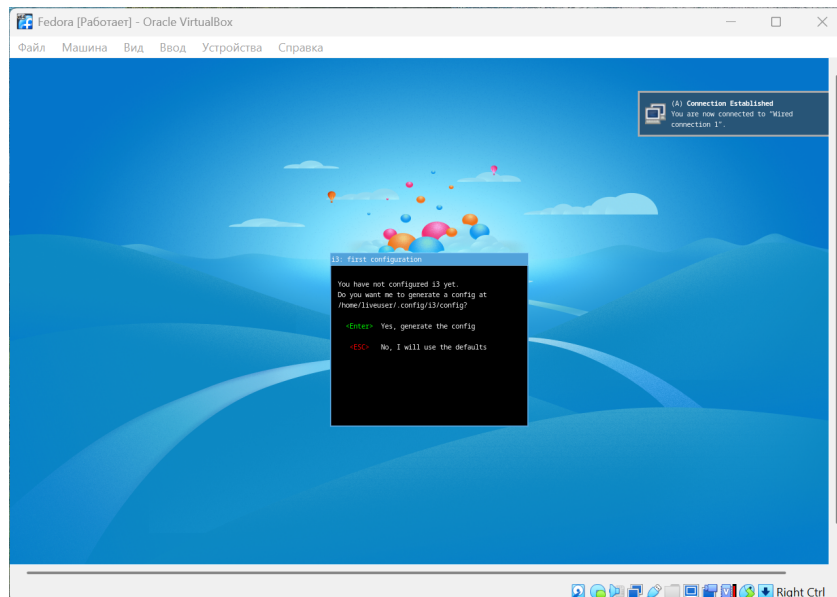 Fedora [Работает] - Oracle VirtualBox
Файл Машина Вид Ввод Устройства Справка
(A) Connection Established
You are now connected to "Wired
connection 1".
i3: first configuration
You have not configured i3 yet.
Do you want me to generate a config at
/home/liveuser/.config/i3/config?
<Enter> Yes, generate the config
<ESC> No, I will use the defaults
Right Ctrl